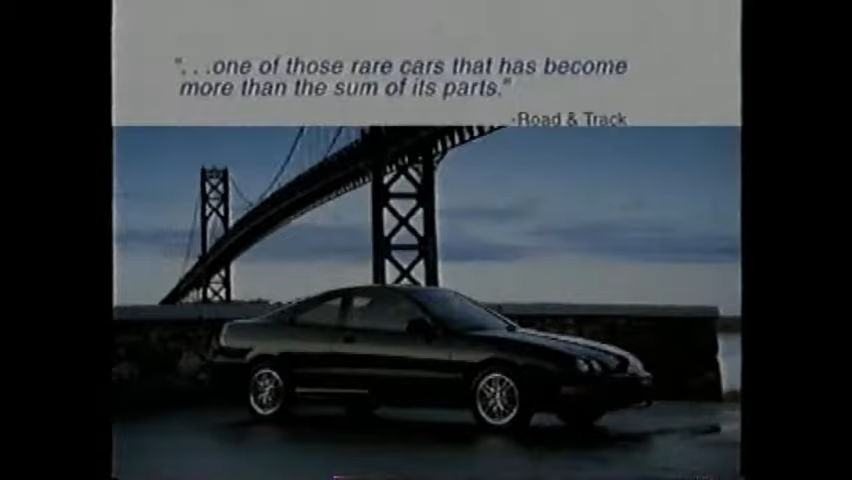 ". . .one of those rare cars that has become
more than the sum of its parts."
-Road & Track